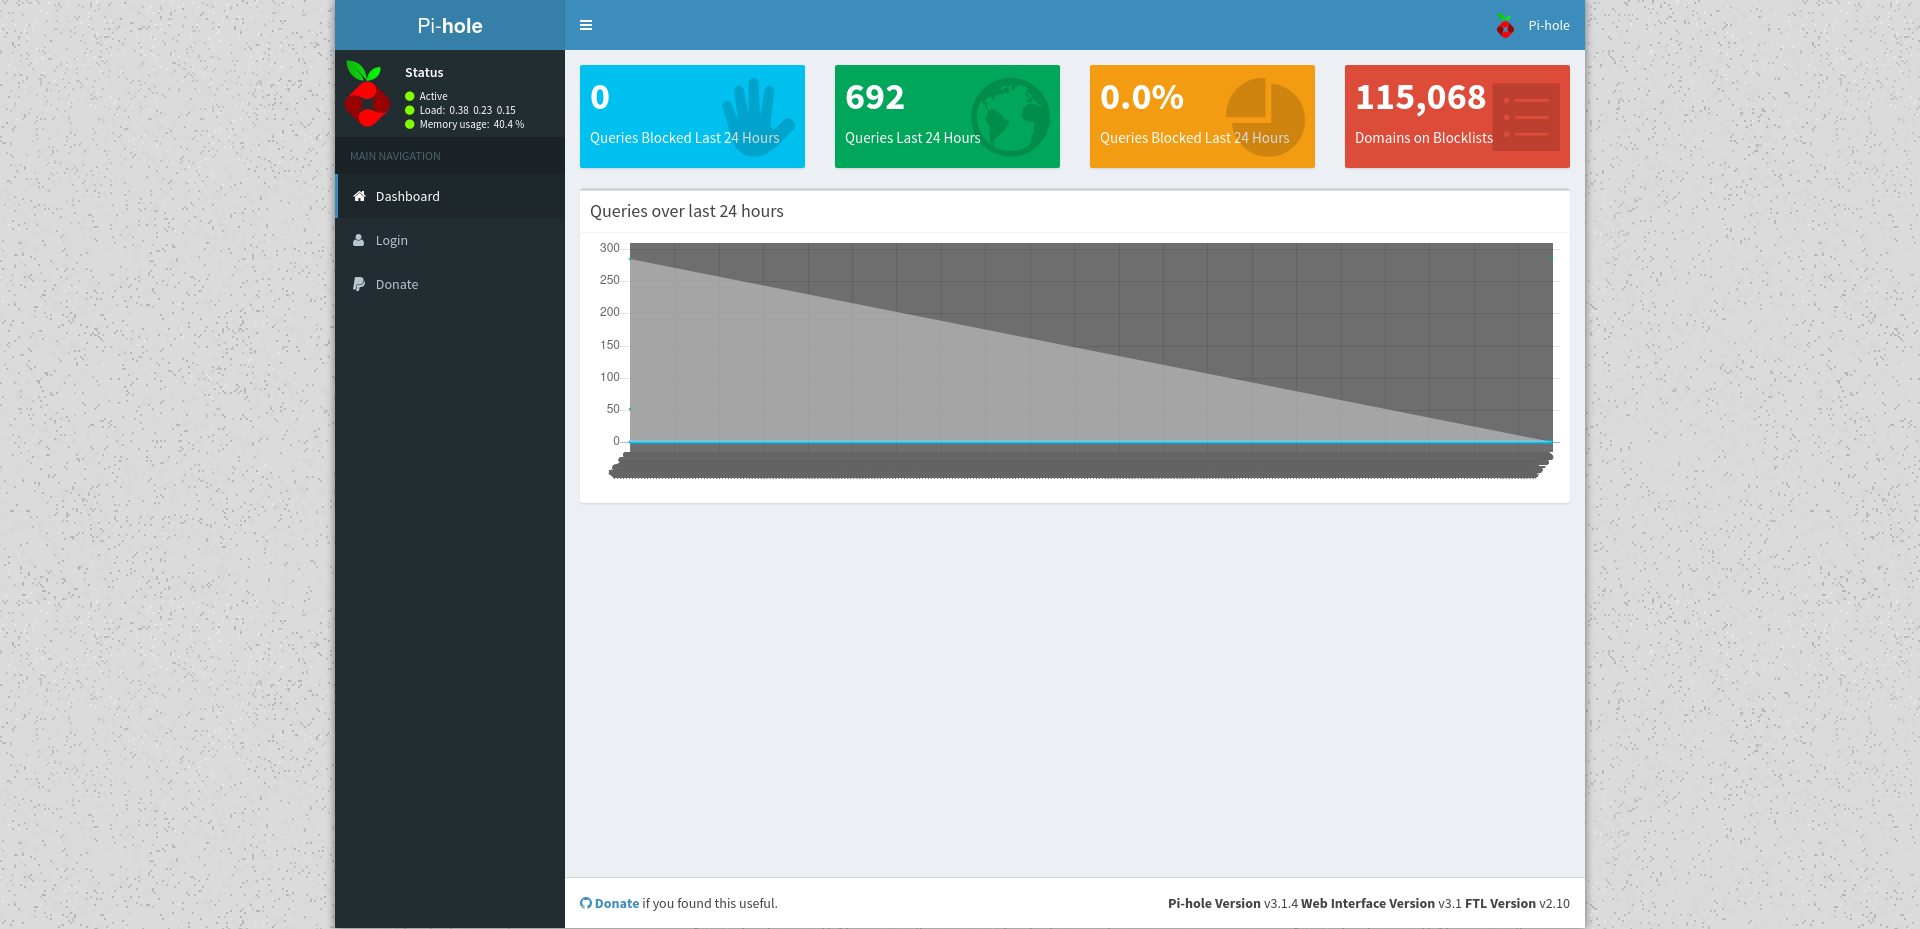 Pi-hole
Pi-hole
Status
Active
Load: 0.38 0.23 0.15
Memory usage: 40.4 %
MAIN NAVIGATION
Dashboard
Login
Donate
0
Queries Blocked Last 24 Hours
692
Queries Last 24 Hours
0.0%
Queries Blocked Last 24 Hours
115,068
Domains on Blocklists
Queries over last 24 hours
300
250
200
150
100
50
0
Donate if you found this useful.
Pi-hole Version v3.1.4 Web Interface Version v3.1 FTL Version v2.10